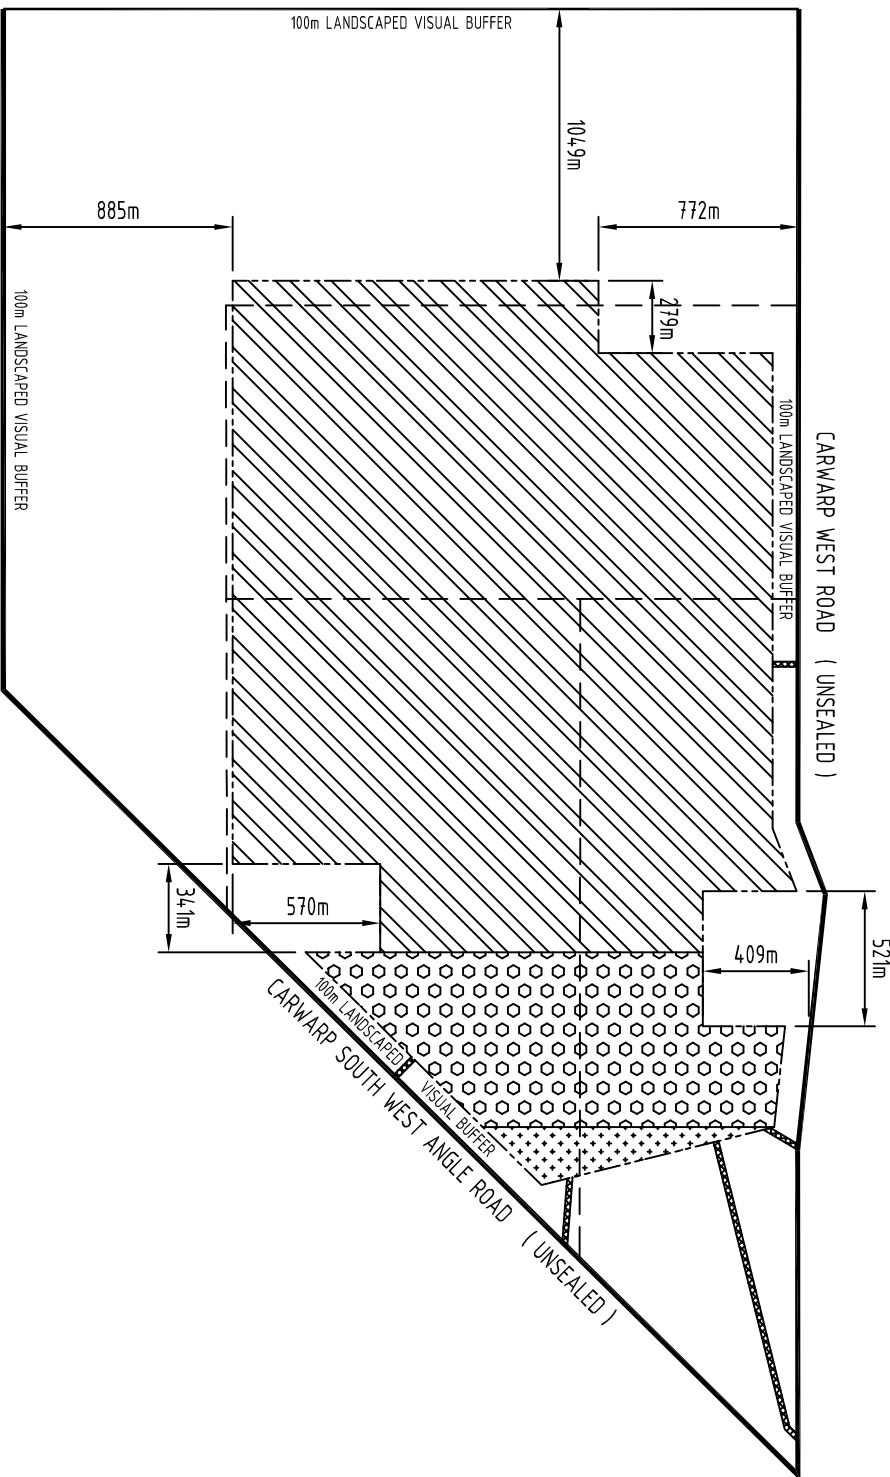 100m LANDSCAPED VISUAL BUFFER
1049m
885m
772m
279m
100m LANDSCAPED VISUAL BUFFER
100m LANDSCAPED VISUAL BUFFER
CARWARP WEST ROAD ( UNSEALED )
341m
570m
409m
521m
100m LANDSCAPED VISUAL BUFFER
CARWARP SOUTH WEST ANGLE ROAD ( UNSEALED )